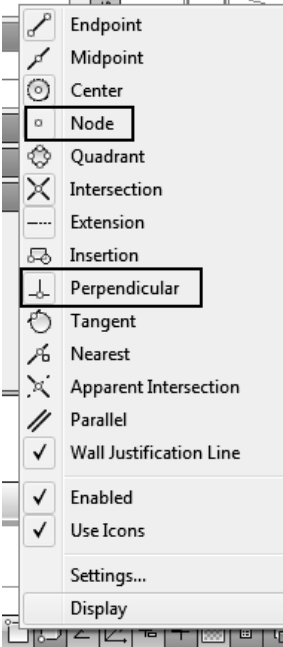 Endpoint
Midpoint
Center
Node
Quadrant
Intersection
Extension
Insertion
Perpendicular
Tangent
Nearest
Apparent Intersection
Parallel
Wall Justification Line
Enabled
Use Icons
Settings...
Display